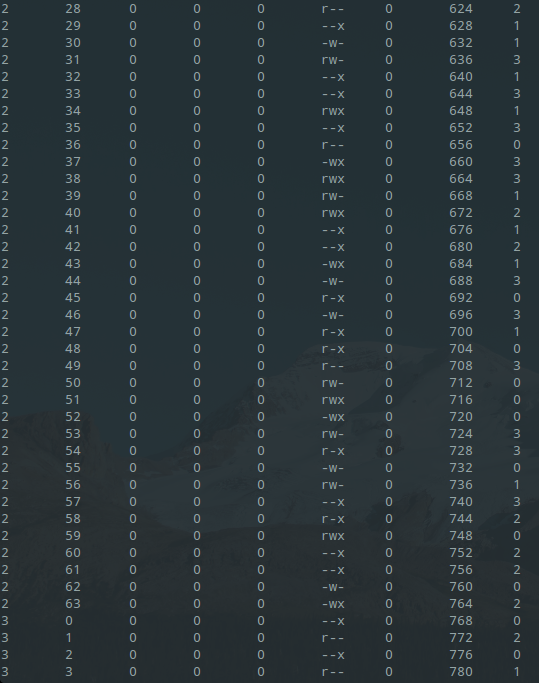 2 28 0 0 0 r-- 0 624 2
2 29 0 0 0 --x 0 628 1
2 30 0 0 0 -w- 0 632 1
2 31 0 0 0 rw- 0 636 3
2 32 0 0 0 --x 0 640 1
2 33 0 0 0 --x 0 644 3
2 34 0 0 0 rwx 0 648 1
2 35 0 0 0 --x 0 652 3
2 36 0 0 0 r-- 0 656 0
2 37 0 0 0 -wx 0 660 3
2 38 0 0 0 rwx 0 664 3
2 39 0 0 0 rw- 0 668 1
2 40 0 0 0 rwx 0 672 2
2 41 0 0 0 --x 0 676 1
2 42 0 0 0 --x 0 680 2
2 43 0 0 0 -wx 0 684 1
2 44 0 0 0 -w- 0 688 3
2 45 0 0 0 r-x 0 692 0
2 46 0 0 0 -w- 0 696 3
2 47 0 0 0 r-x 0 700 1
2 48 0 0 0 r-x 0 704 0
2 49 0 0 0 r-- 0 708 3
2 50 0 0 0 rw- 0 712 0
2 51 0 0 0 rwx 0 716 0
2 52 0 0 0 -wx 0 720 0
2 53 0 0 0 rw- 0 724 3
2 54 0 0 0 r-x 0 728 3
2 55 0 0 0 -w- 0 732 0
2 56 0 0 0 rw- 0 736 1
2 57 0 0 0 --x 0 740 3
2 58 0 0 0 r-x 0 744 2
2 59 0 0 0 rwx 0 748 0
2 60 0 0 0 --x 0 752 2
2 61 0 0 0 --x 0 756 2
2 62 0 0 0 -w- 0 760 0
2 63 0 0 0 -wx 0 764 2
3 0 0 0 0 --x 0 768 0
3 1 0 0 0 r-- 0 772 2
3 2 0 0 0 --x 0 776 0
3 3 0 0 0 r-- 0 780 1